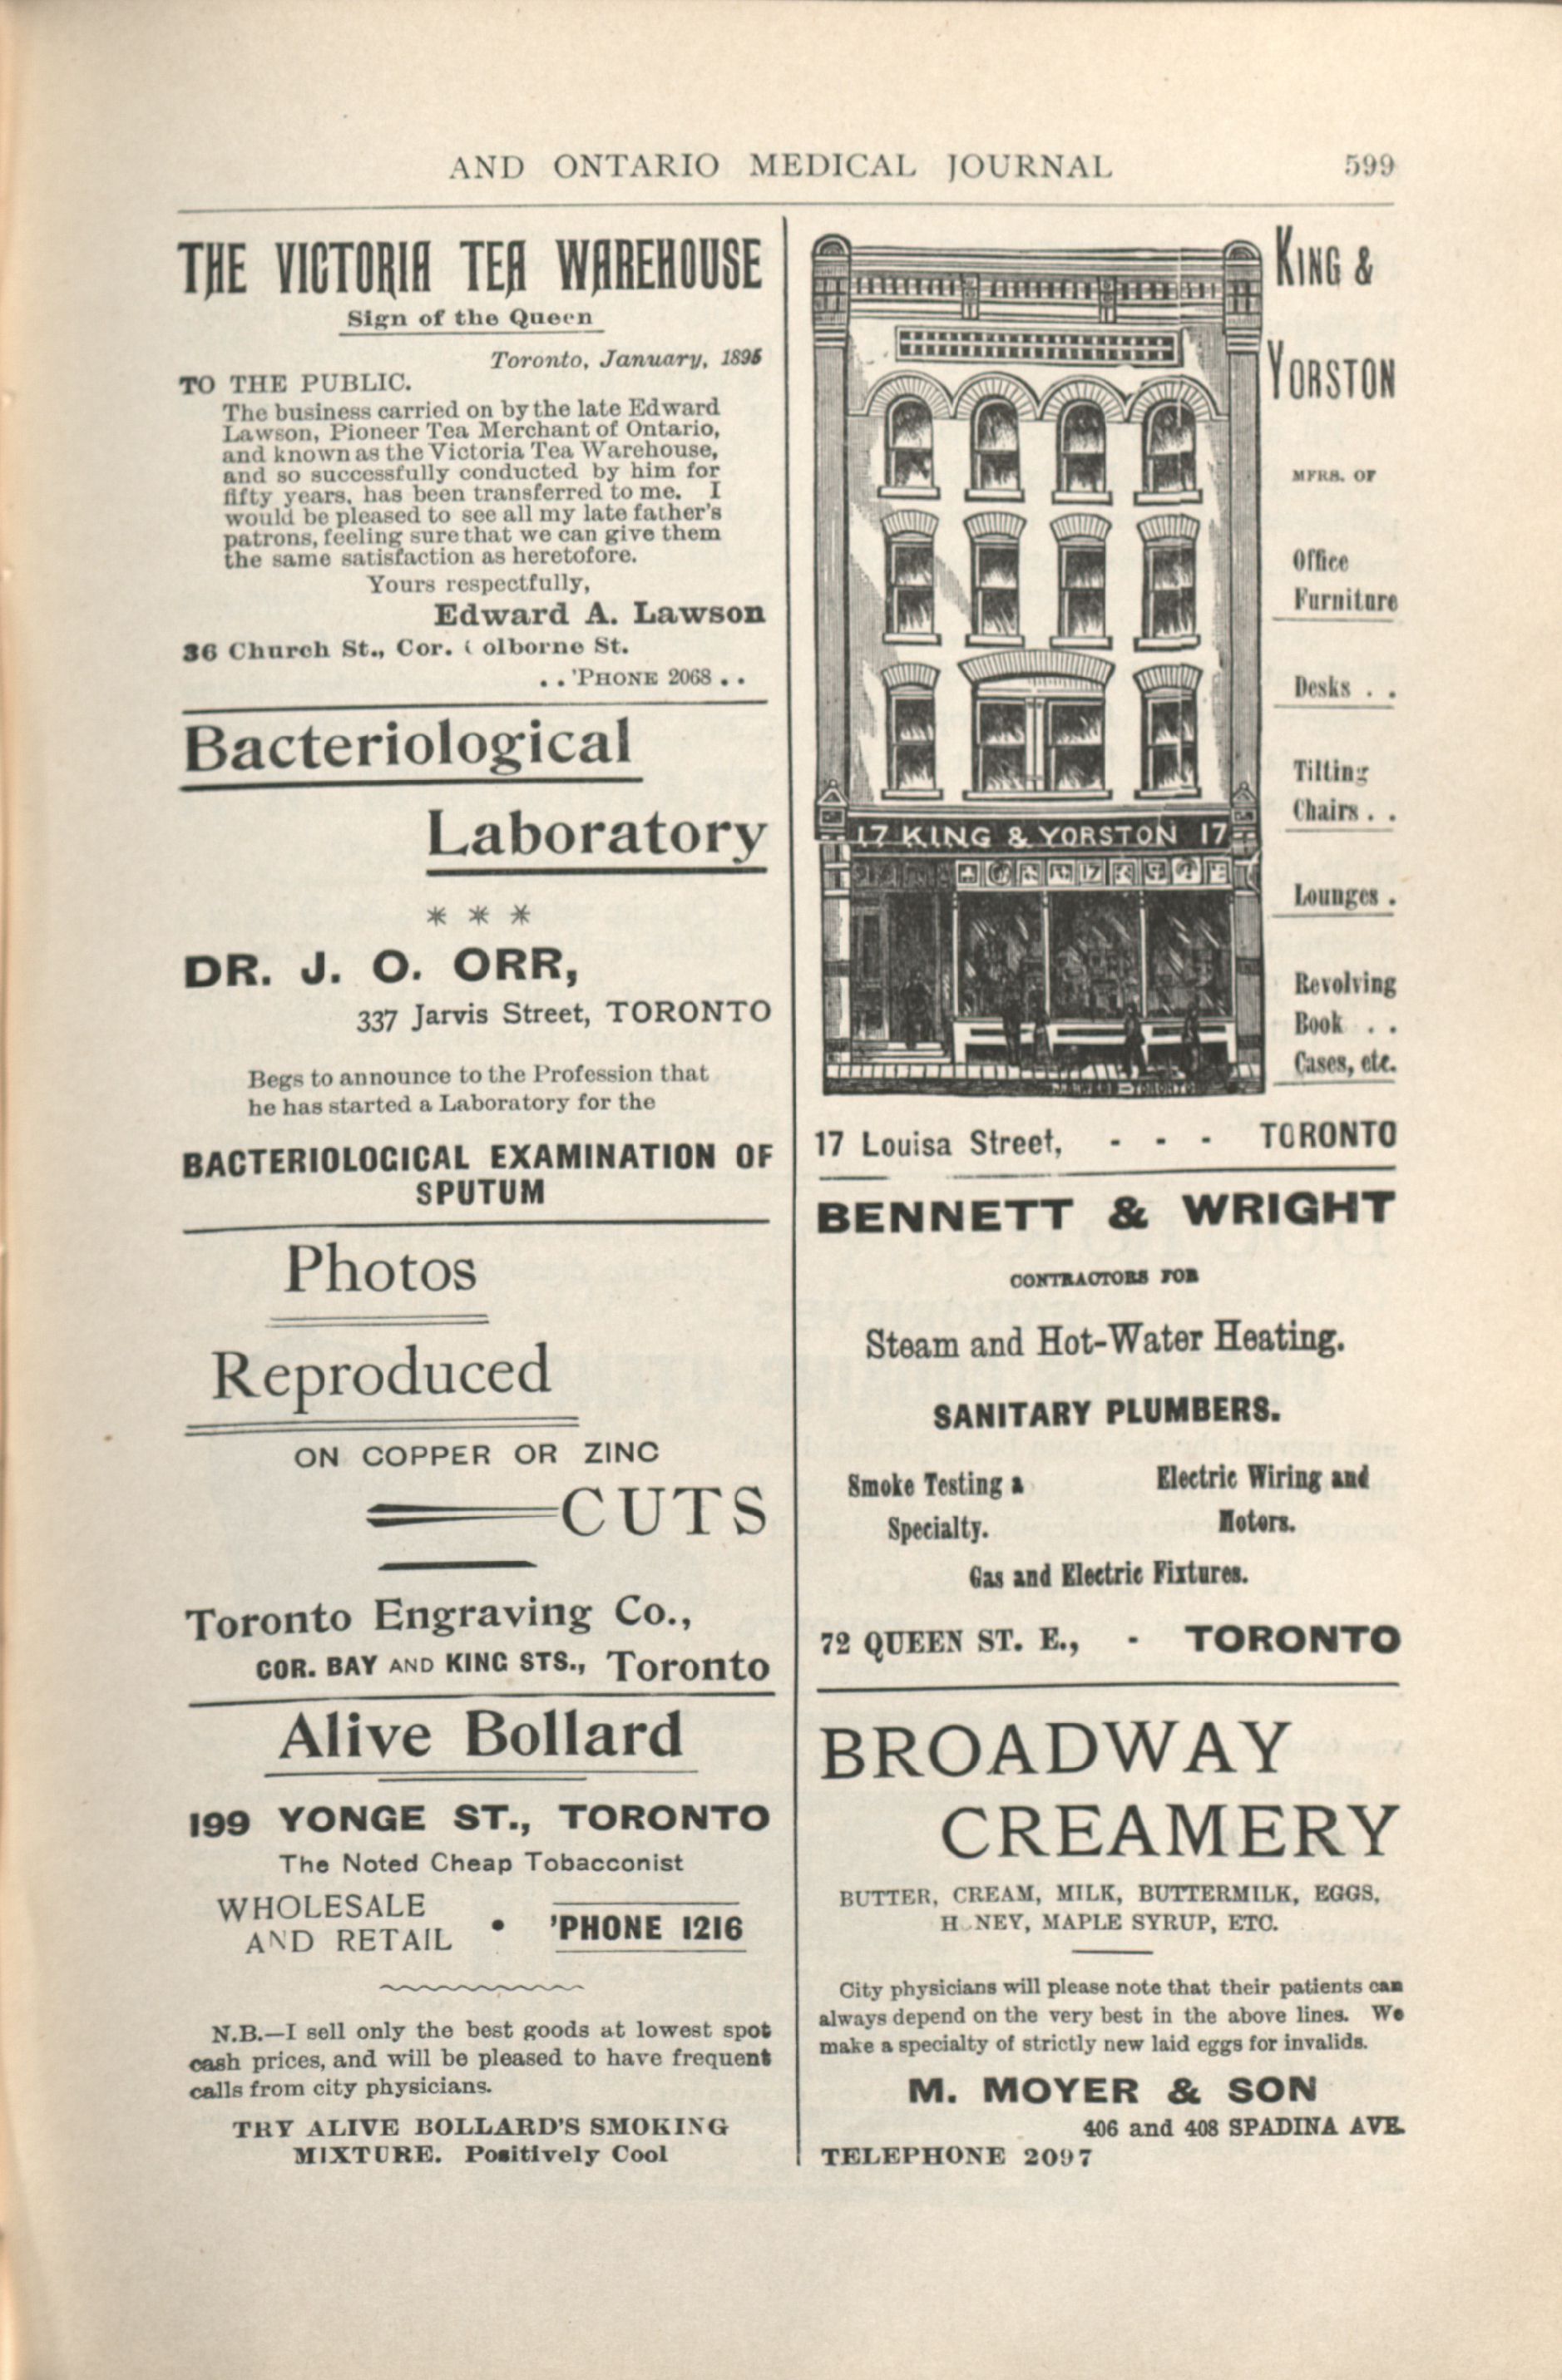 AND ONTARIO MEDICAL JOURNAL 599
THE VICTORIA TEA WAREHOUSE
Sign of the Queen
Toronto, January, 1895
TO THE PUBLIC.
The business carried on by the late Edward
Lawson, Pioneer Tea Merchant of Ontario,
and known as the Victoria Tea Warehouse,
and so successfully conducted by him for
fifty years, has been transferred to me. I
would be pleased to see all my late father's
patrons, feeling sure that we can give them
the same satisfaction as heretofore.
Yours respectfully,
Edward A. Lawson
36 Church St., Cor. Colborne St.
. . 'PHONE 2068 . .
Bacteriological
Laboratory
* * *
DR. J. O. ORR,
337 Jarvis Street, TORONTO
Begs to announce to the Profession that
he has started a Laboratory for the
BACTERIOLOGICAL EXAMINATION OF
SPUTUM
Photos
Reproduced
ON COPPER OR ZINC
CUTS
Toronto Engraving Co.,
COR. BAY AND KING STS., Toronto
Alive Bollard
199 YONGE ST., TORONTO
The Noted Cheap Tobacconist
WHOLESALE
AND RETAIL • 'PHONE 1216
N.B.—I sell only the best goods at lowest spot
cash prices, and will be pleased to have frequent
calls from city physicians.
TRY ALIVE BOLLARD'S SMOKING
MIXTURE. Positively Cool
KING &
YORSTON
MFRS. OF
Office
Furniture
Desks . .
Tilting
Chairs . .
Lounges .
Revolving
Book . .
Cases, etc.
17 KING & YORSTON 17
17 Louisa Street, - - - TORONTO
BENNETT & WRIGHT
CONTRACTORS FOR
Steam and Hot-Water Heating.
SANITARY PLUMBERS.
Smoke Testing a Electric Wiring and
Specialty. Motors.
Gas and Electric Fixtures.
72 QUEEN ST. E., - TORONTO
BROADWAY
CREAMERY
BUTTER, CREAM, MILK, BUTTERMILK, EGGS,
HONEY, MAPLE SYRUP, ETC.
City physicians will please note that their patients can
always depend on the very best in the above lines. We
make a specialty of strictly new laid eggs for invalids.
M. MOYER & SON
406 and 408 SPADINA AVE.
TELEPHONE 2097